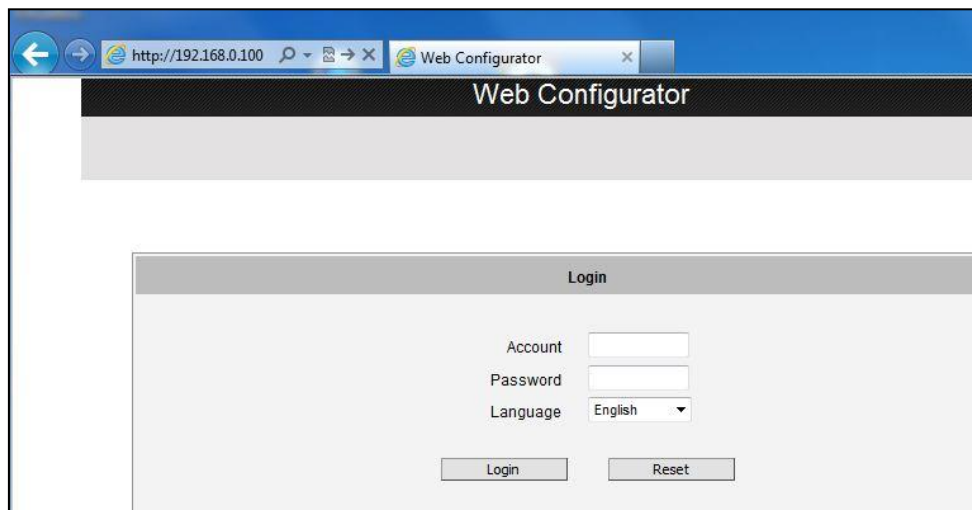 http://192.168.0.100
Web Configurator
Web Configurator
Login
Account
Password
Language English
Login Reset